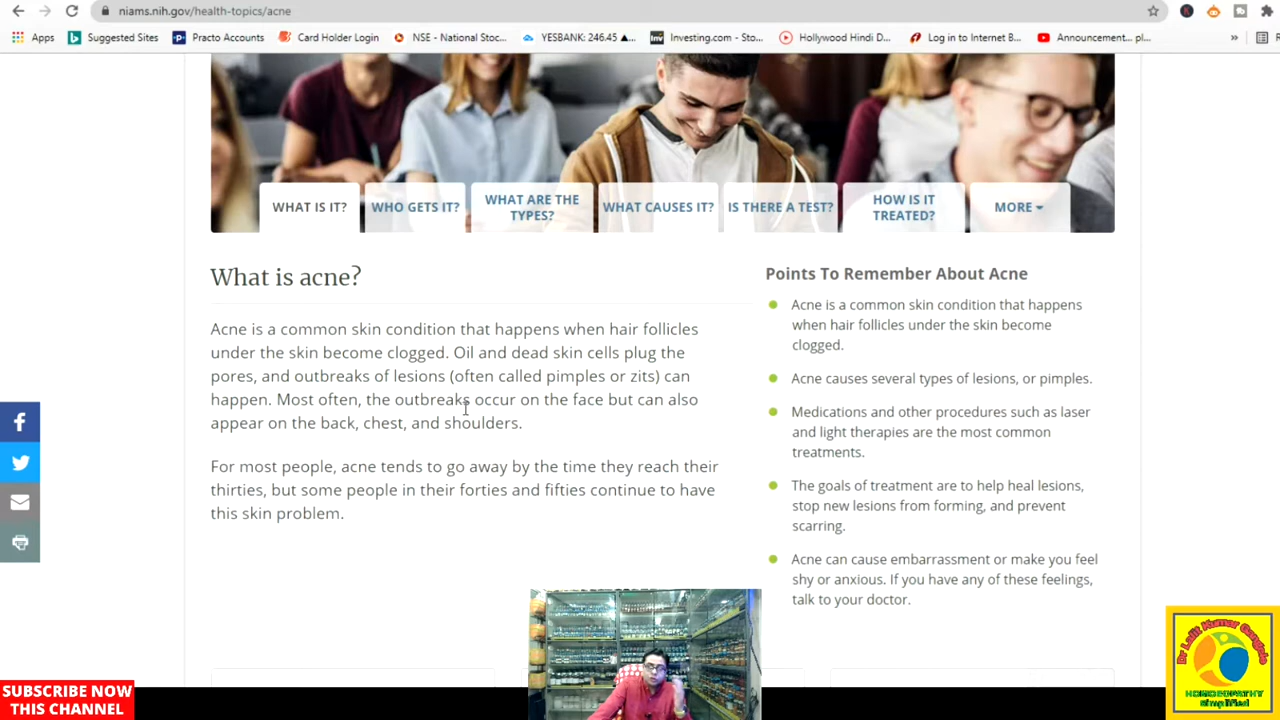 niams.nih.gov/health-topics/acne
Apps Suggested Sites Practo Accounts Card Holder Login NSE - National Stoc... YESBANK: 246.45 ▲... Investing.com - Sto... Hollywood Hindi D... Log in to Internet B... Announcement... pl... »
WHAT IS IT?
WHO GETS IT?
WHAT ARE THE
TYPES?
WHAT CAUSES IT?
IS THERE A TEST?
HOW IS IT
TREATED?
MORE
What is acne?
Acne is a common skin condition that happens when hair follicles
under the skin become clogged. Oil and dead skin cells plug the
pores, and outbreaks of lesions (often called pimples or zits) can
happen. Most often, the outbreaks occur on the face but can also
appear on the back, chest, and shoulders.
For most people, acne tends to go away by the time they reach their
thirties, but some people in their forties and fifties continue to have
this skin problem.
Points To Remember About Acne
Acne is a common skin condition that happens
when hair follicles under the skin become
clogged.
Acne causes several types of lesions, or pimples.
Medications and other procedures such as laser
and light therapies are the most common
treatments.
The goals of treatment are to help heal lesions,
stop new lesions from forming, and prevent
scarring.
Acne can cause embarrassment or make you feel
shy or anxious. If you have any of these feelings,
talk to your doctor.
SUBSCRIBE NOW
THIS CHANNEL
Dr Lalit Kumar
HOMOEOPATHY
Simplified